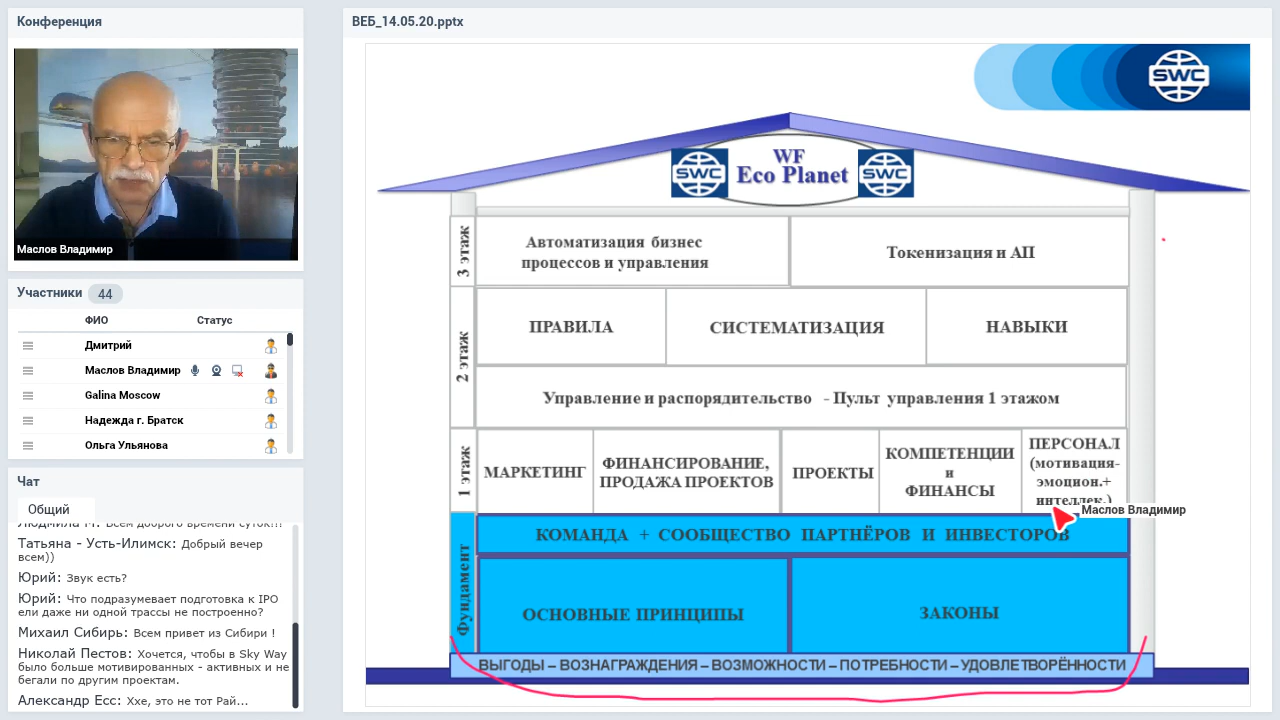 Конференция
Маслов Владимир
Участники 44
ФИО Статус
Дмитрий
Маслов Владимир
Galina Moscow
Надежда г. Братск
Ольга Ульянова
Чат
Общий
Людмила М: Всем доброго времени суток!!!
Татьяна - Усть-Илимск: Добрый вечер
всем))
Юрий: Звук есть?
Юрий: Что подразумевает подготовка к IPO
ели даже ни одной трассы не построенно?
Михаил Сибирь: Всем привет из Сибири !
Николай Пестов: Хочется, чтобы в Sky Way
было больше мотивированных - активных и не
бегали по другим проектам.
Александр Есс: Ххе, это не тот Рай...
ВЕБ_14.05.20.pptx
SWC
SWC
WF
Eco Planet
SWC
3 этаж
Автоматизация бизнес
процессов и управления
Токенизация и АП
2 этаж
ПРАВИЛА
СИСТЕМАТИЗАЦИЯ
НАВЫКИ
Управление и распорядительство - Пульт управления 1 этажом
1 этаж
МАРКЕТИНГ
ФИНАНСИРОВАНИЕ,
ПРОДАЖА ПРОЕКТОВ
ПРОЕКТЫ
КОМПЕТЕНЦИИ
и
ФИНАНСЫ
ПЕРСОНАЛ
(мотивация-
эмоцион.+
интеллек.)
Маслов Владимир
Фундамент
КОМАНДА + СООБЩЕСТВО ПАРТНЁРОВ И ИНВЕСТОРОВ
ОСНОВНЫЕ ПРИНЦИПЫ
ЗАКОНЫ
ВЫГОДЫ – ВОЗНАГРАЖДЕНИЯ – ВОЗМОЖНОСТИ – ПОТРЕБНОСТИ – УДОВЛЕТВОРЁННОСТИ